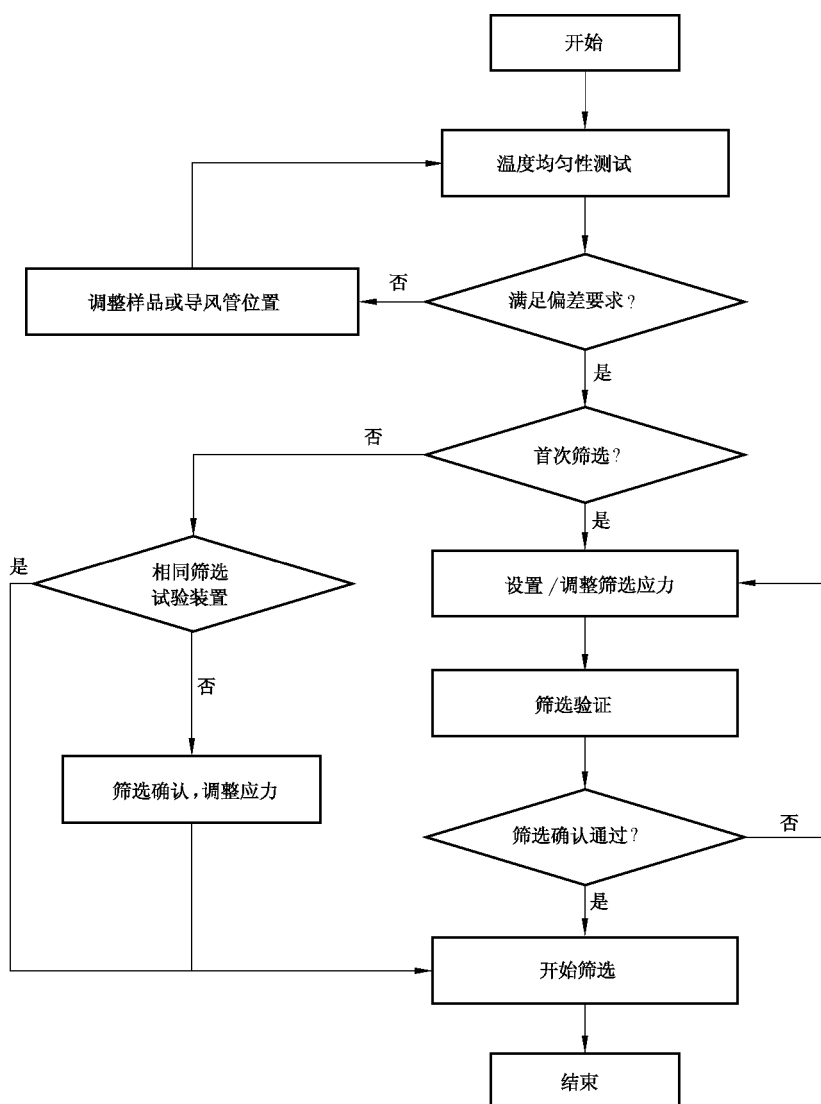 开始
温度均匀性测试
满足偏差要求?
否
调整样品或导风管位置
是
首次筛选?
否
是
相同筛选
试验装置
是
否
筛选确认,调整应力
设置/调整筛选应力
筛选验证
筛选确认通过?
否
是
开始筛选
结束